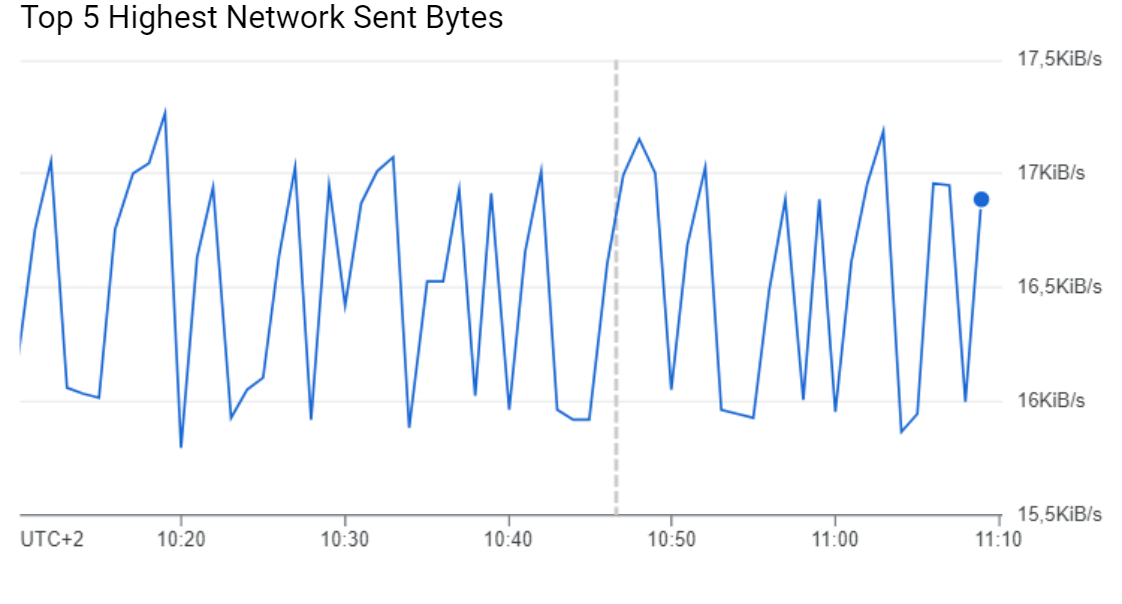 Top 5 Highest Network Sent Bytes
17,5KiB/s
17KiB/s
16,5KiB/s
16KiB/s
15,5KiB/s
UTC+2 10:20 10:30 10:40 10:50 11:00 11:10